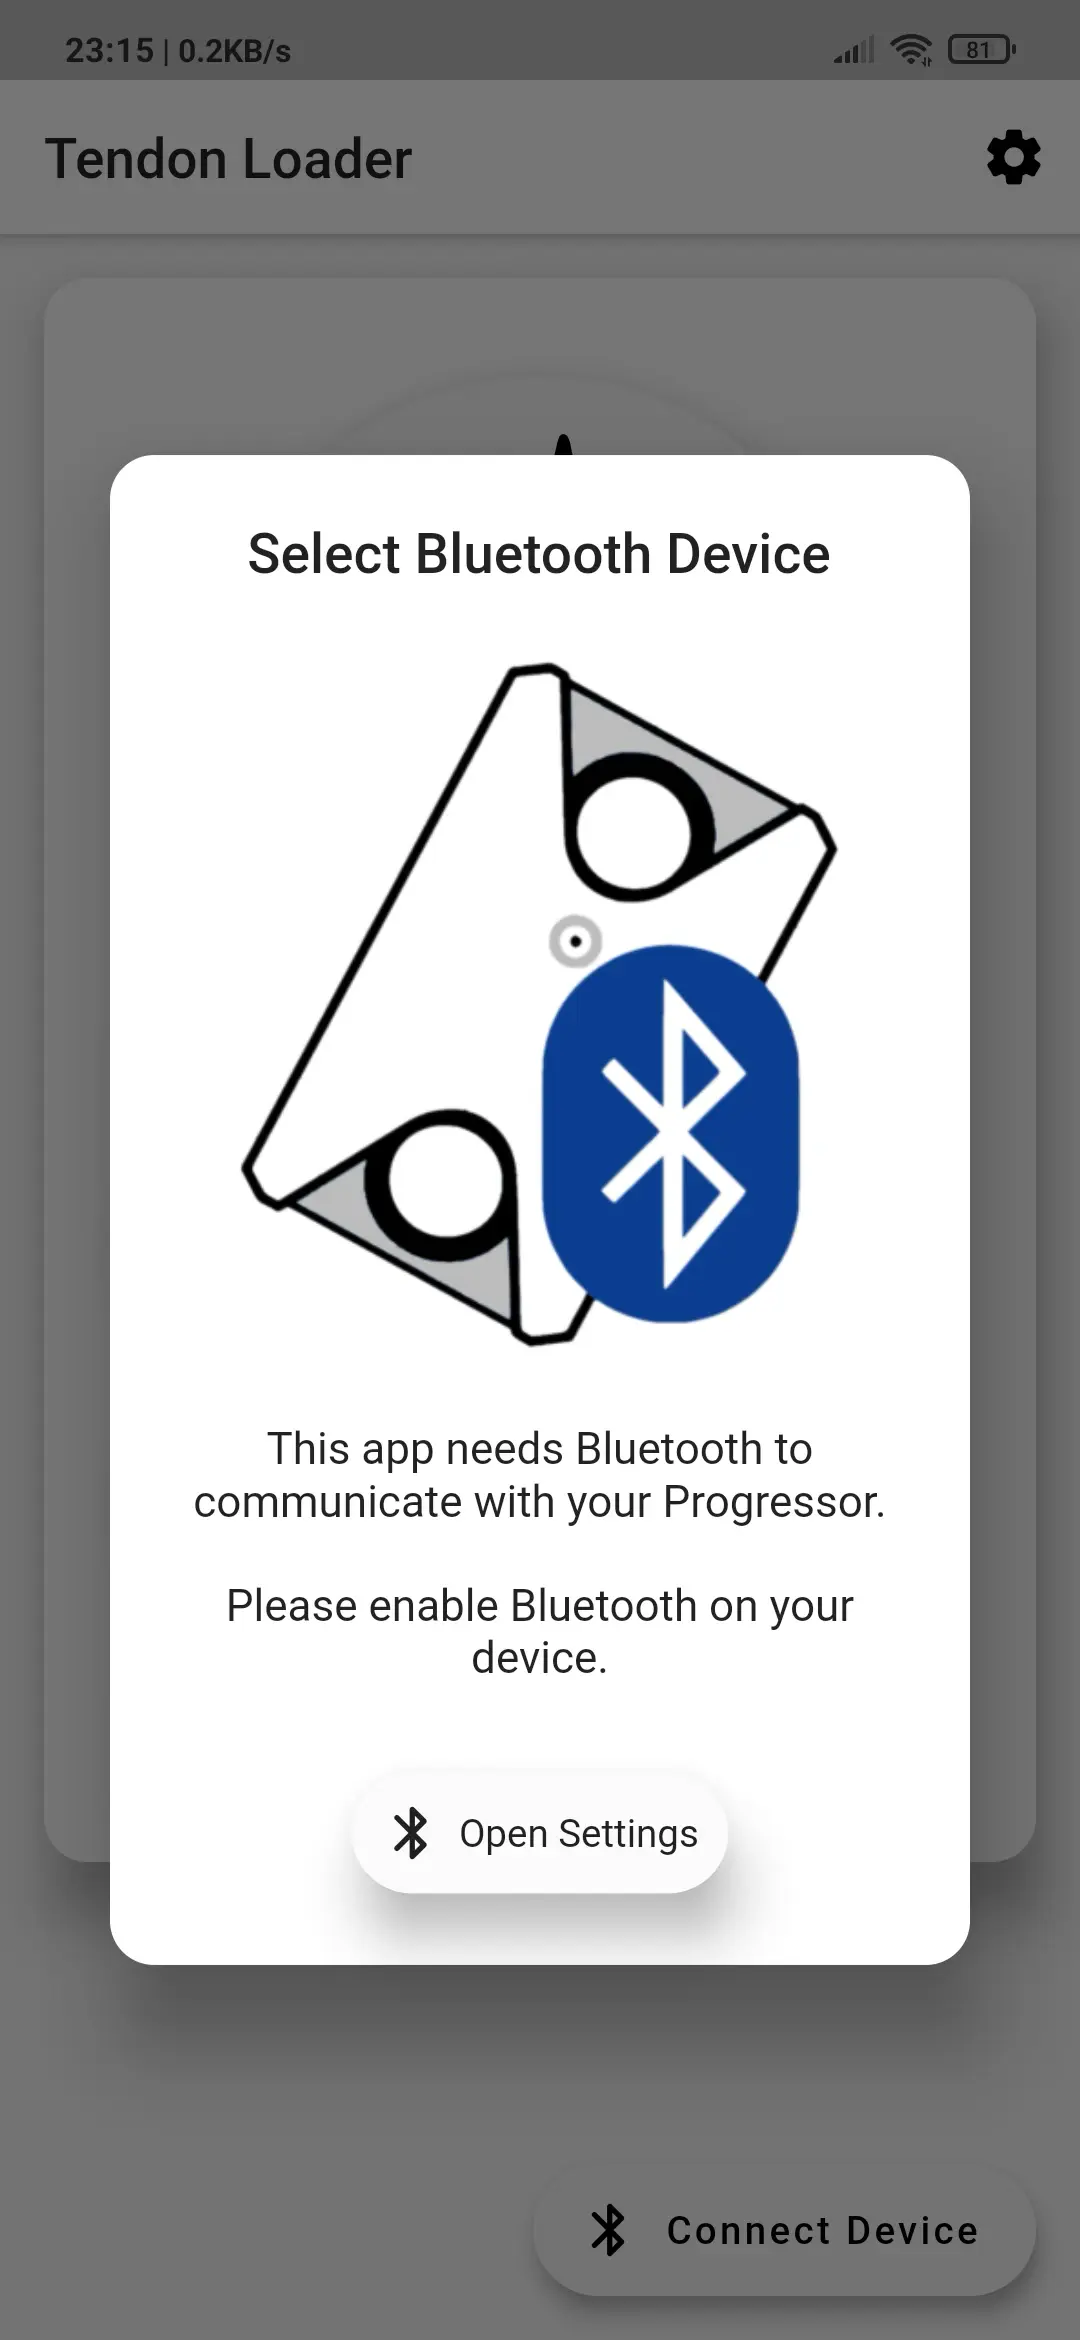 23:15 | 0.2KB/s
81
Tendon Loader
Select Bluetooth Device
This app needs Bluetooth to
communicate with your Progressor.
Please enable Bluetooth on your
device.
Open Settings
Connect Device